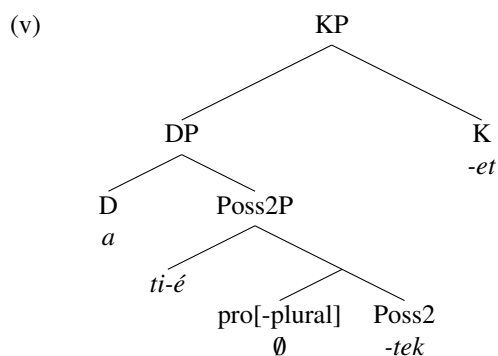 (v)
KP
DP K
-et
D Poss2P
a
ti-é
pro[-plural] Poss2
∅ -tek